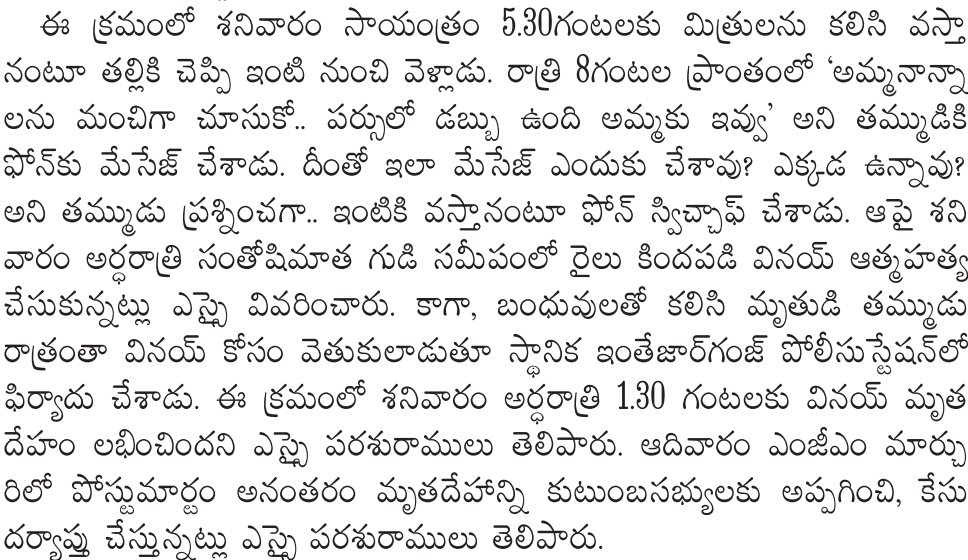 ఈ క్రమంలో శనివారం సాయంత్రం 5.30గంటలకు మిత్రులను కలిసి వస్తా
నంటూ తల్లికి చెప్పి ఇంటి నుంచి వెళ్లాడు. రాత్రి 8గంటల ప్రాంతంలో ‘అమ్మనాన్నా
లను మంచిగా చూసుకో.. పర్సులో డబ్బు ఉంది అమ్మకు ఇవ్వు’ అని తమ్ముడికి
ఫోన్‌కు మేసేజ్ చేశాడు. దీంతో ఇలా మేసేజ్ ఎందుకు చేశావు? ఎక్కడ ఉన్నావు?
అని తమ్ముడు ప్రశ్నించగా.. ఇంటికి వస్తానంటూ ఫోన్ స్విచ్చాఫ్ చేశాడు. ఆపై శని
వారం అర్ధరాత్రి సంతోషిమాత గుడి సమీపంలో రైలు కిందపడి వినయ్ ఆత్మహత్య
చేసుకున్నట్లు ఎస్సై వివరించారు. కాగా, బంధువులతో కలిసి మృతుడి తమ్ముడు
రాత్రంతా వినయ్ కోసం వెతుకులాడుతూ స్థానిక ఇంతేజార్‌గంజ్ పోలీసుస్టేషన్‌లో
ఫిర్యాదు చేశాడు. ఈ క్రమంలో శనివారం అర్ధరాత్రి 1.30 గంటలకు వినయ్ మృత
దేహం లభించిందని ఎస్సై పరశురాములు తెలిపారు. ఆదివారం ఎంజీఎం మార్చు
రిలో పోస్టుమార్టం అనంతరం మృతదేహాన్ని కుటుంబసభ్యులకు అప్పగించి, కేసు
దర్యాప్తు చేస్తున్నట్లు ఎస్సై పరశురాములు తెలిపారు.